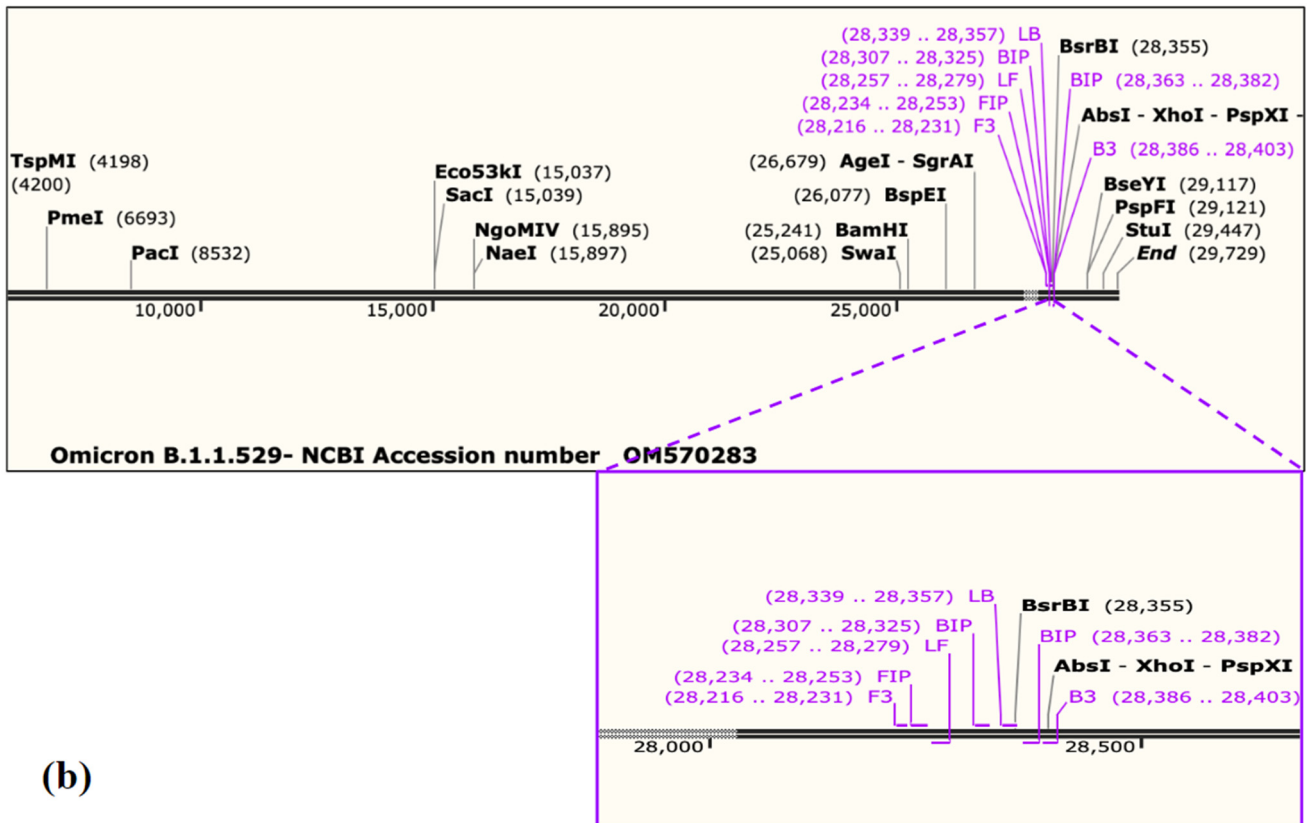 (28,339 .. 28,357) LB
BsrBI (28,355)
(28,307 .. 28,325) BIP
BIP (28,363 .. 28,382)
(28,257 .. 28,279) LF
(28,234 .. 28,253) FIP
AbsI - XhoI - PspXI -
(28,216 .. 28,231) F3
B3 (28,386 .. 28,403)
TspMI (4198)
(4200)
Eco53kI (15,037)
(26,679) AgeI - SgrAI
SacI (15,039)
(26,077) BspEI
BseYI (29,117)
PspFI (29,121)
PmeI (6693)
NgoMIV (15,895)
(25,241) BamHI
StuI (29,447)
PacI (8532)
NaeI (15,897)
(25,068) SwaI
End (29,729)
10,000
15,000
20,000
25,000
Omicron B.1.1.529- NCBI Accession number OM570283
(28,339 .. 28,357) LB
BsrBI (28,355)
(28,307 .. 28,325) BIP
BIP (28,363 .. 28,382)
(28,257 .. 28,279) LF
AbsI - XhoI - PspXI
(28,234 .. 28,253) FIP
(28,216 .. 28,231) F3
B3 (28,386 .. 28,403)
28,000
28,500
(b)